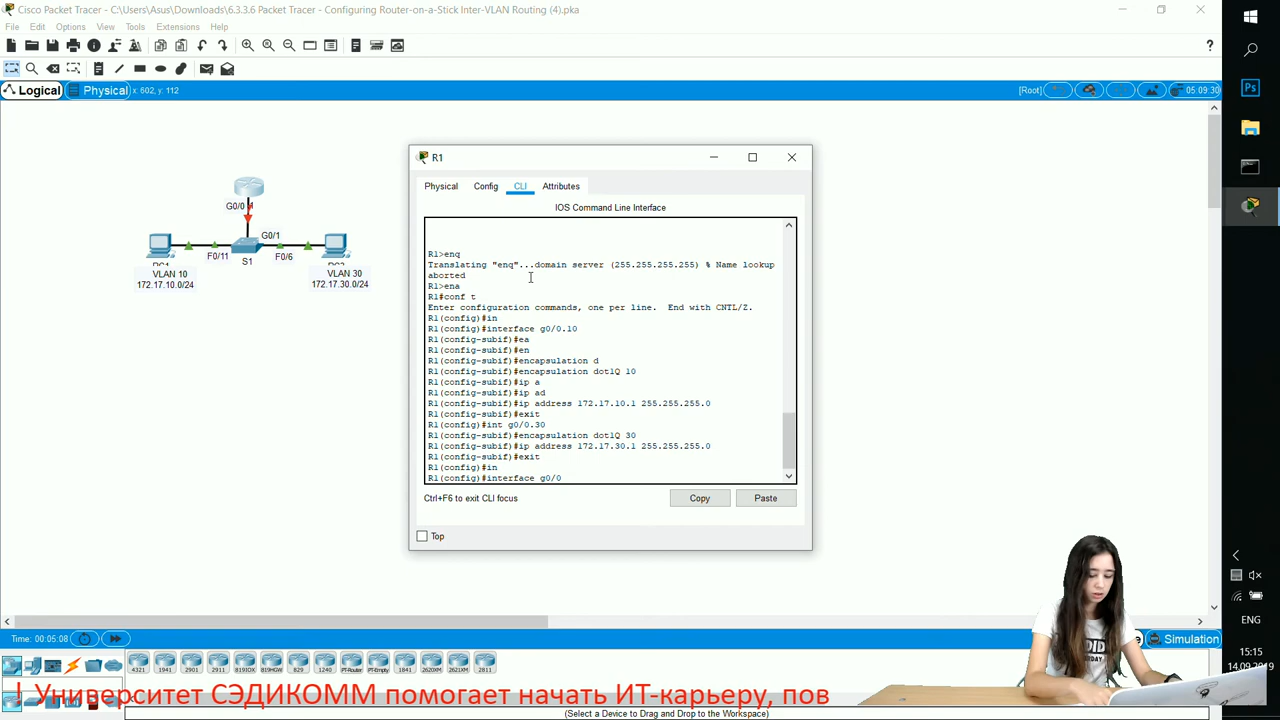 Cisco Packet Tracer - C:\Users\Asus\Downloads\6.3.3.6 Packet Tracer - Configuring Router-on-a-Stick Inter-VLAN Routing (4).pka
File Edit Options View Tools Extensions Help
Logical Physical x: 602, y: 112 [Root] 05:09:30
R1
Physical Config CLI Attributes
IOS Command Line Interface
R1>enq
Translating "enq"...domain server (255.255.255.255) % Name lookup
aborted
R1>ena
R1#conf t
Enter configuration commands, one per line. End with CNTL/Z.
R1(config)#in
R1(config)#interface g0/0.10
R1(config-subif)#ea
R1(config-subif)#en
R1(config-subif)#encapsulation d
R1(config-subif)#encapsulation dot1Q 10
R1(config-subif)#ip a
R1(config-subif)#ip ad
R1(config-subif)#ip address 172.17.10.1 255.255.255.0
R1(config-subif)#exit
R1(config)#int g0/0.30
R1(config-subif)#encapsulation dot1Q 30
R1(config-subif)#ip address 172.17.30.1 255.255.255.0
R1(config-subif)#exit
R1(config)#in
R1(config)#interface g0/0
Ctrl+F6 to exit CLI focus
Copy Paste
Top
G0/0
G0/1
F0/11 S1 F0/6
VLAN 10
172.17.10.0/24
VLAN 30
172.17.30.0/24
Time: 00:05:08
Simulation
4321 1941 2901 2911 819IOX 819HGW 829 1240 PT-Router PT-Empty 1841 2620XM 2621XM 2811
! Университет СЭДИКОММ помогает начать ИТ-карьеру, пов
(Select a Device to Drag and Drop to the Workspace)
Ps
ENG
15:15
14.09.2019